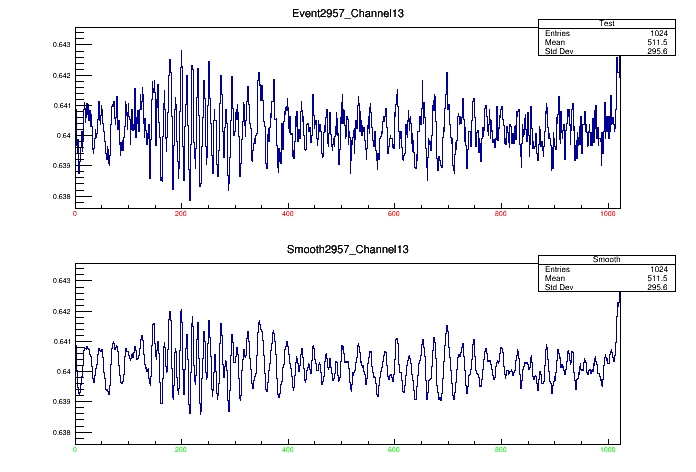 Event2957_Channel13
Test
Entries 1024
Mean 511.5
Std Dev 295.6
0.643
0.642
0.641
0.64
0.639
0.638
0 200 400 600 800 1000
Smooth2957_Channel13
Smooth
Entries 1024
Mean 511.5
Std Dev 295.6
0.643
0.642
0.641
0.64
0.639
0.638
0 200 400 600 800 1000